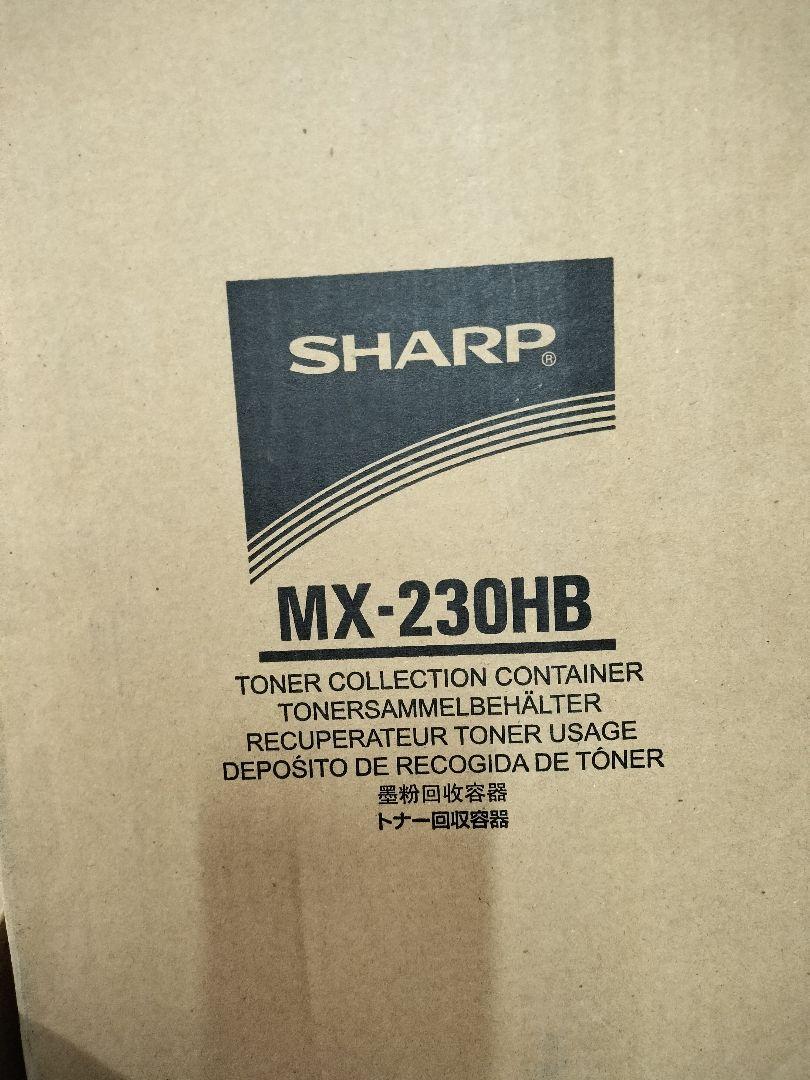 SHARP®
MX-230HB
TONER COLLECTION CONTAINER
TONERSAMMELBEHÄLTER
RECUPERATEUR TONER USAGE
DEPOŚITO DE RECOGIDA DE TÓNER
墨粉回收容器
トナー回収容器